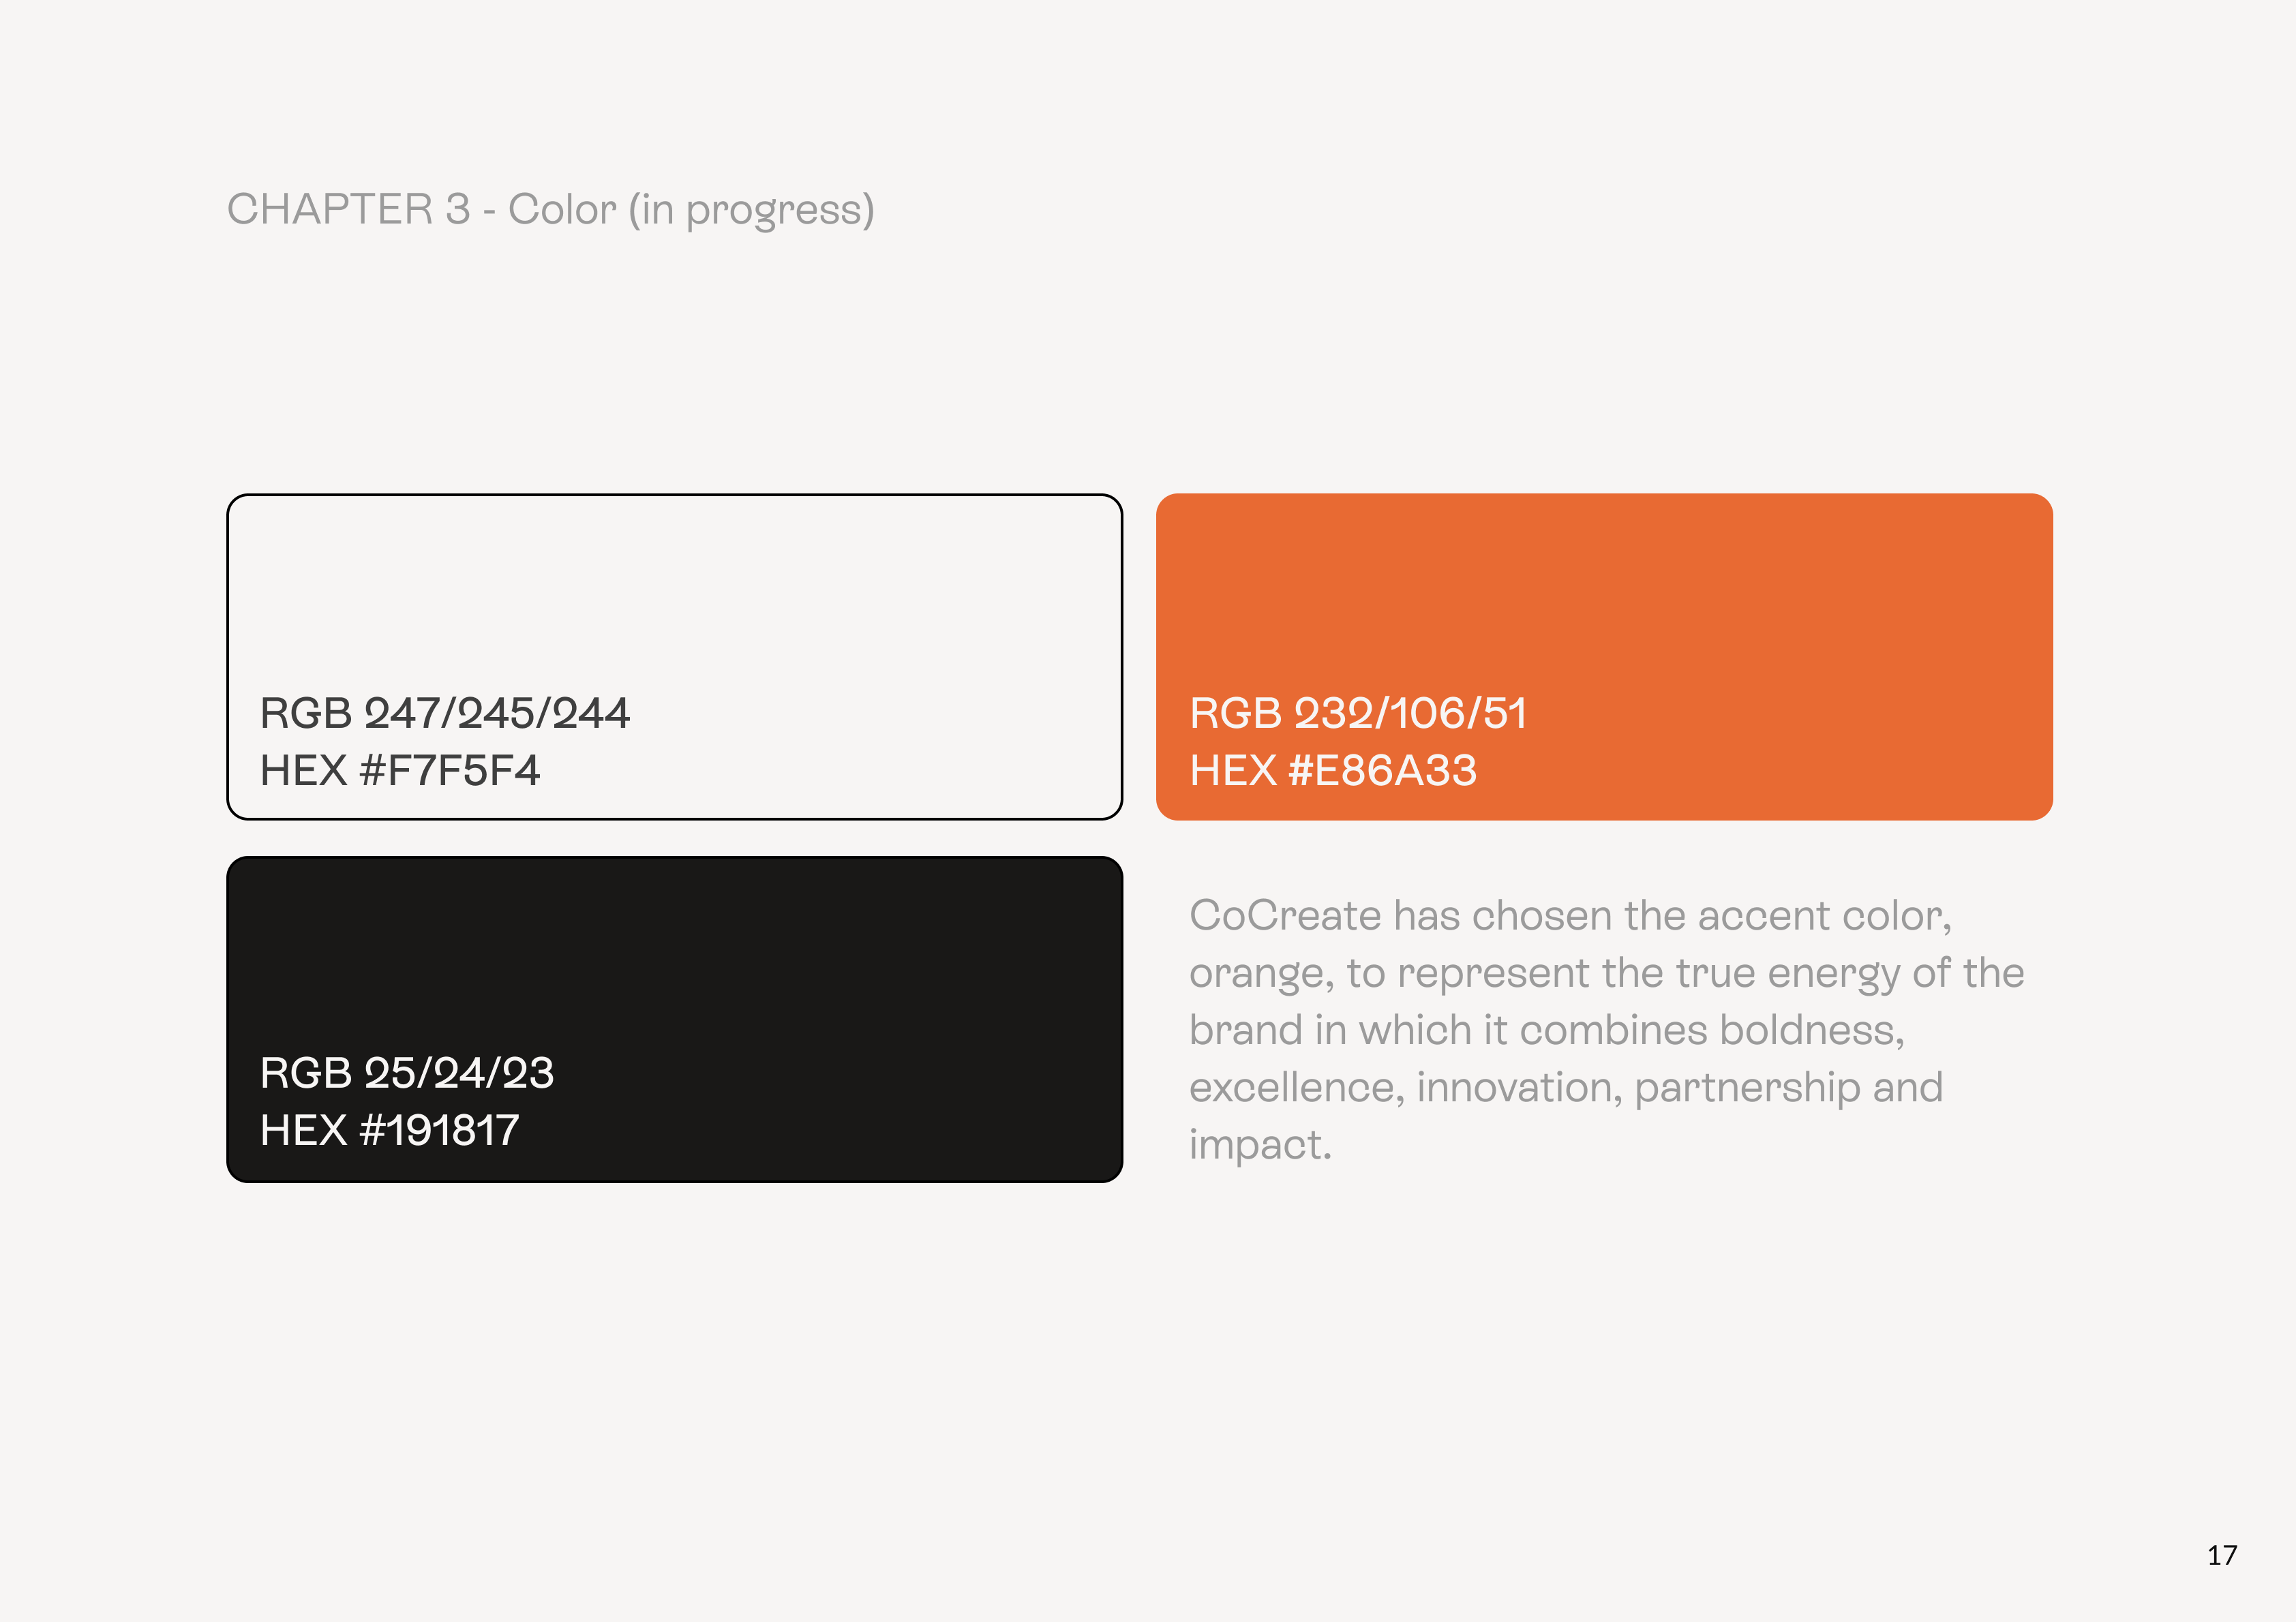 CHAPTER 3 - Color (in progress)
RGB 247/245/244
HEX #F7F5F4
RGB 232/106/51
HEX #E86A33
RGB 25/24/23
HEX #191817
CoCreate has chosen the accent color,
orange, to represent the true energy of the
brand in which it combines boldness,
excellence, innovation, partnership and
impact.
17